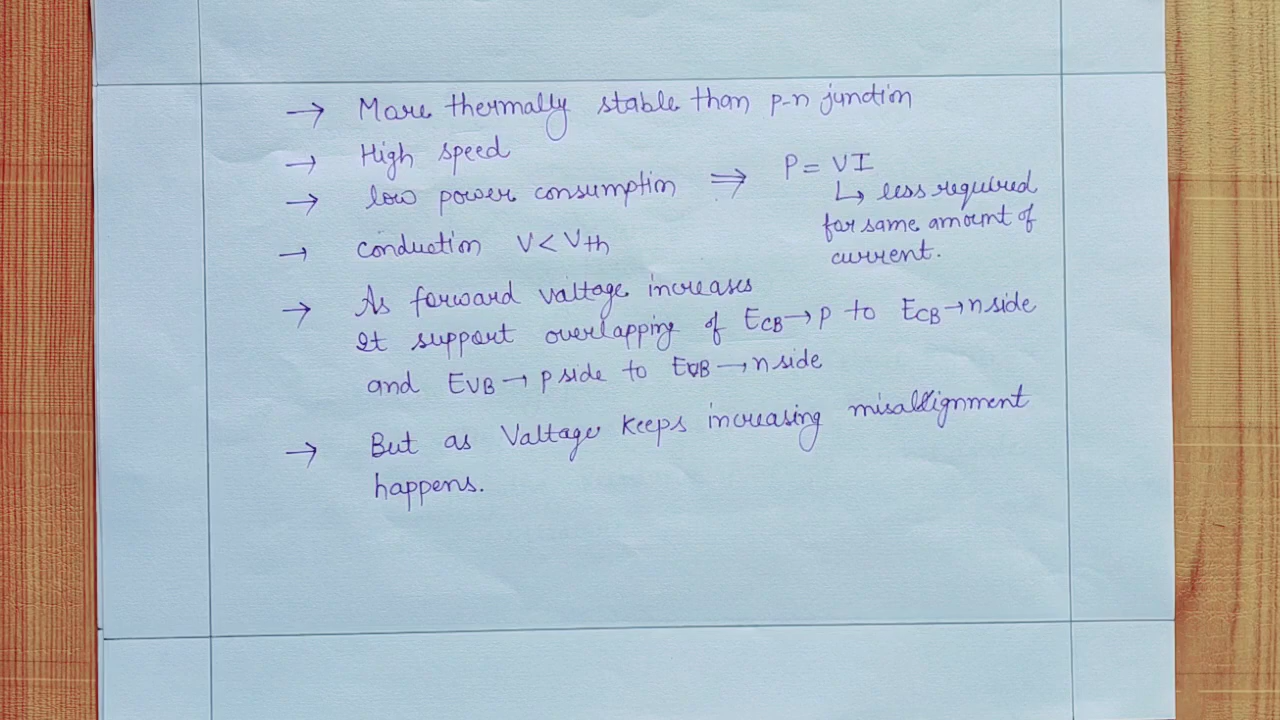 → More thermally stable than p-n junction
→ High speed
→ low power consumption ⇒ P = VI
↳ less required
for same amount of
current.
→ conduction V < Vth
→ As forward voltage increases
It support overlapping of ECB → p to ECB → n side
and EVB → p side to EVB → n side
→ But as Voltage keeps increasing misallignment
happens.